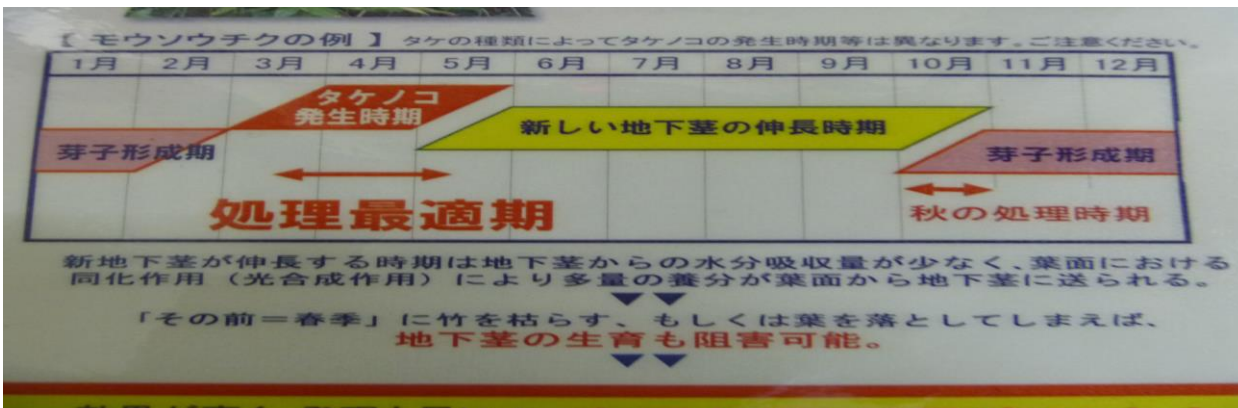 【 モウソウチクの例 】 タケの種類によってタケノコの発生時期等は異なります。ご注意ください。
1月 2月 3月 4月 5月 6月 7月 8月 9月 10月 11月 12月
タケノコ
発生時期
新しい地下茎の伸長時期
芽子形成期
芽子形成期
処理最適期
秋の処理時期
新地下茎が伸長する時期は地下茎からの水分吸収量が少なく、葉面における
同化作用（光合成作用）により多量の養分が葉面から地下茎に送られる。
「その前＝春季」に竹を枯らす、もしくは葉を落としてしまえば、
地下茎の生育も阻害可能。